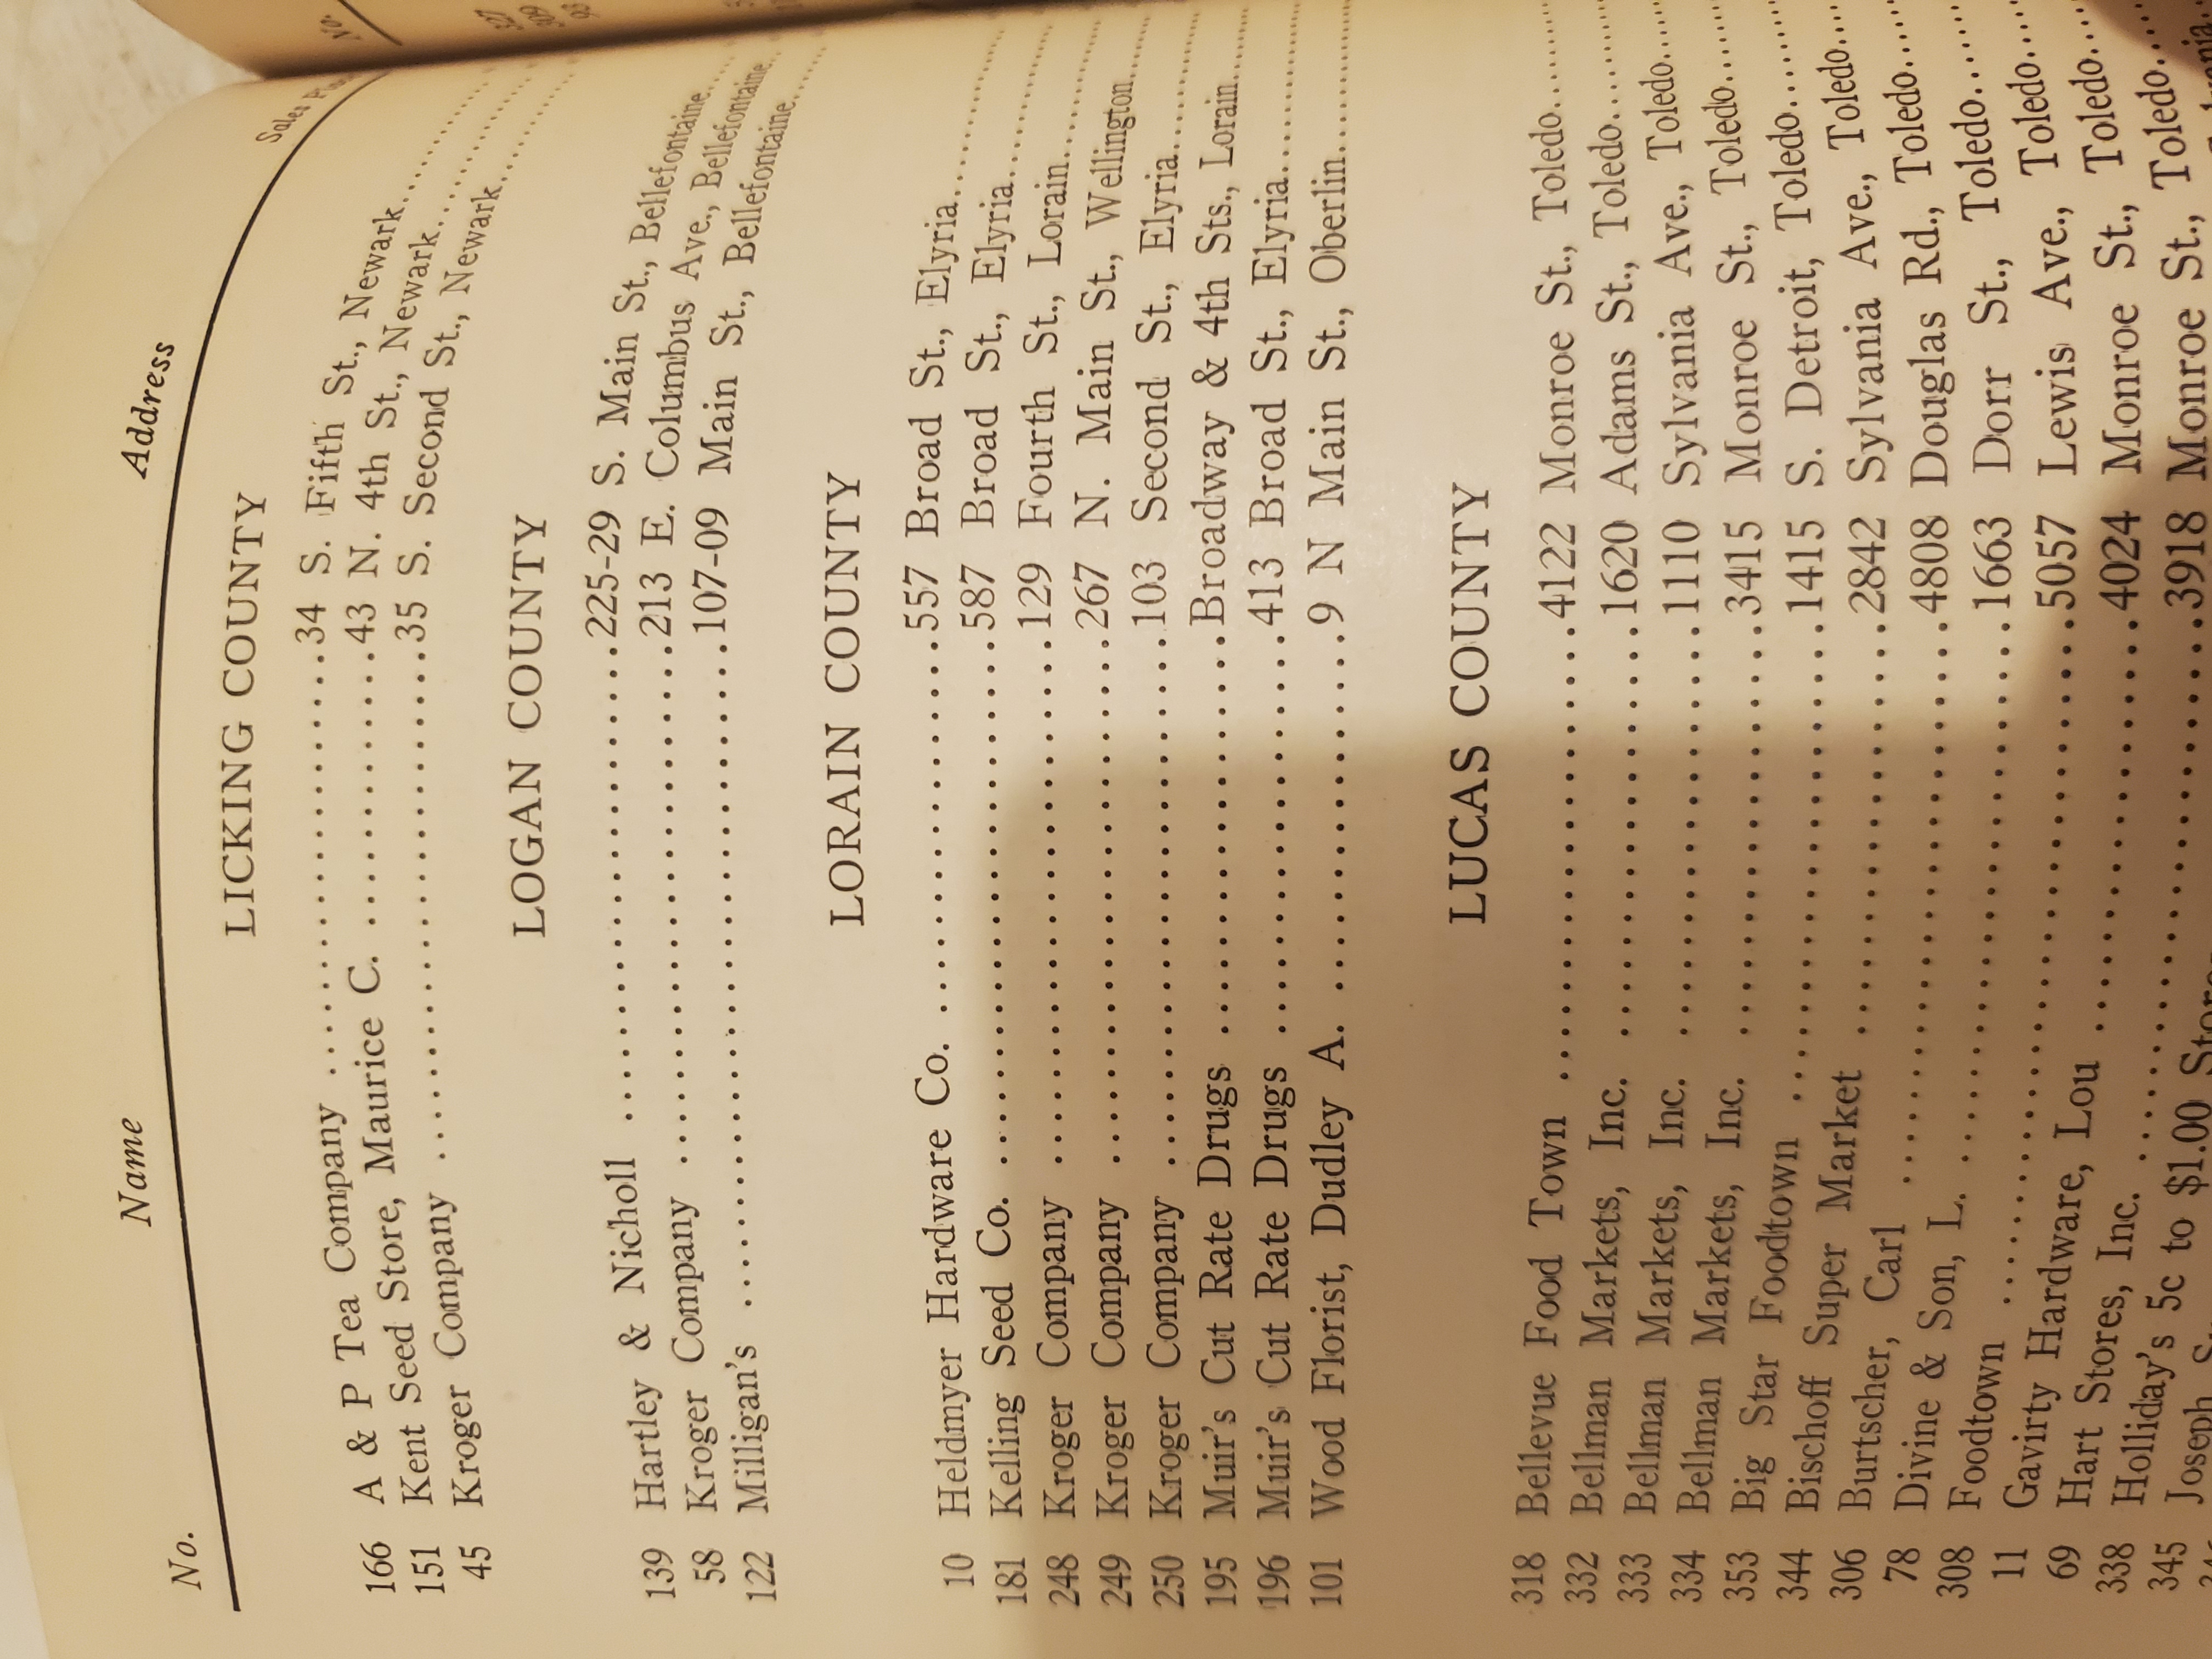 No. Name Address Sales
LICKING COUNTY
166 A & P Tea Company ........................ 34 S. Fifth St., Newark..........
151 Kent Seed Store, Maurice C. ............... 43 N. 4th St., Newark..........
45 Kroger Company ........................... 35 S. Second St., Newark..........
LOGAN COUNTY
139 Hartley & Nicholl ......................... 225-29 S. Main St., Bellefontaine....
58 Kroger Company ........................... 213 E. Columbus Ave., Bellefontaine..
122 Milligan's ................................ 107-09 Main St., Bellefontaine......
LORAIN COUNTY
10 Heldmyer Hardware Co. ..................... 557 Broad St., Elyria..........
181 Kelling Seed Co. .......................... 587 Broad St., Elyria..........
248 Kroger Company .......................... 129 Fourth St., Lorain..........
249 Kroger Company .......................... 267 N. Main St., Wellington......
250 Kroger Company .......................... 103 Second St., Elyria..........
195 Muir's Cut Rate Drugs ..................... Broadway & 4th Sts., Lorain......
196 Muir's Cut Rate Drugs ..................... 413 Broad St., Elyria..........
101 Wood Florist, Dudley A. ................... 9 N Main St., Oberlin..........
LUCAS COUNTY
318 Bellevue Food Town ....................... 4122 Monroe St., Toledo........
332 Bellman Markets, Inc. ..................... 1620 Adams St., Toledo........
333 Bellman Markets, Inc. ..................... 1110 Sylvania Ave., Toledo......
334 Bellman Markets, Inc. ..................... 3415 Monroe St., Toledo........
353 Big Star Foodtown ........................ 1415 S. Detroit, Toledo........
344 Bischoff Super Market ..................... 2842 Sylvania Ave., Toledo....
306 Burtscher, Carl ........................... 4808 Douglas Rd., Toledo......
78 Divine & Son, L. .......................... 1663 Dorr St., Toledo........
308 Foodtown ................................. 5057 Lewis Ave., Toledo......
11 Gavirty Hardware, Lou .................... 4024 Monroe St., Toledo......
69 Hart Stores, Inc. ......................... 3918 Monroe St., Toledo......
338 Holliday's 5c to $1.00
345 Joseph